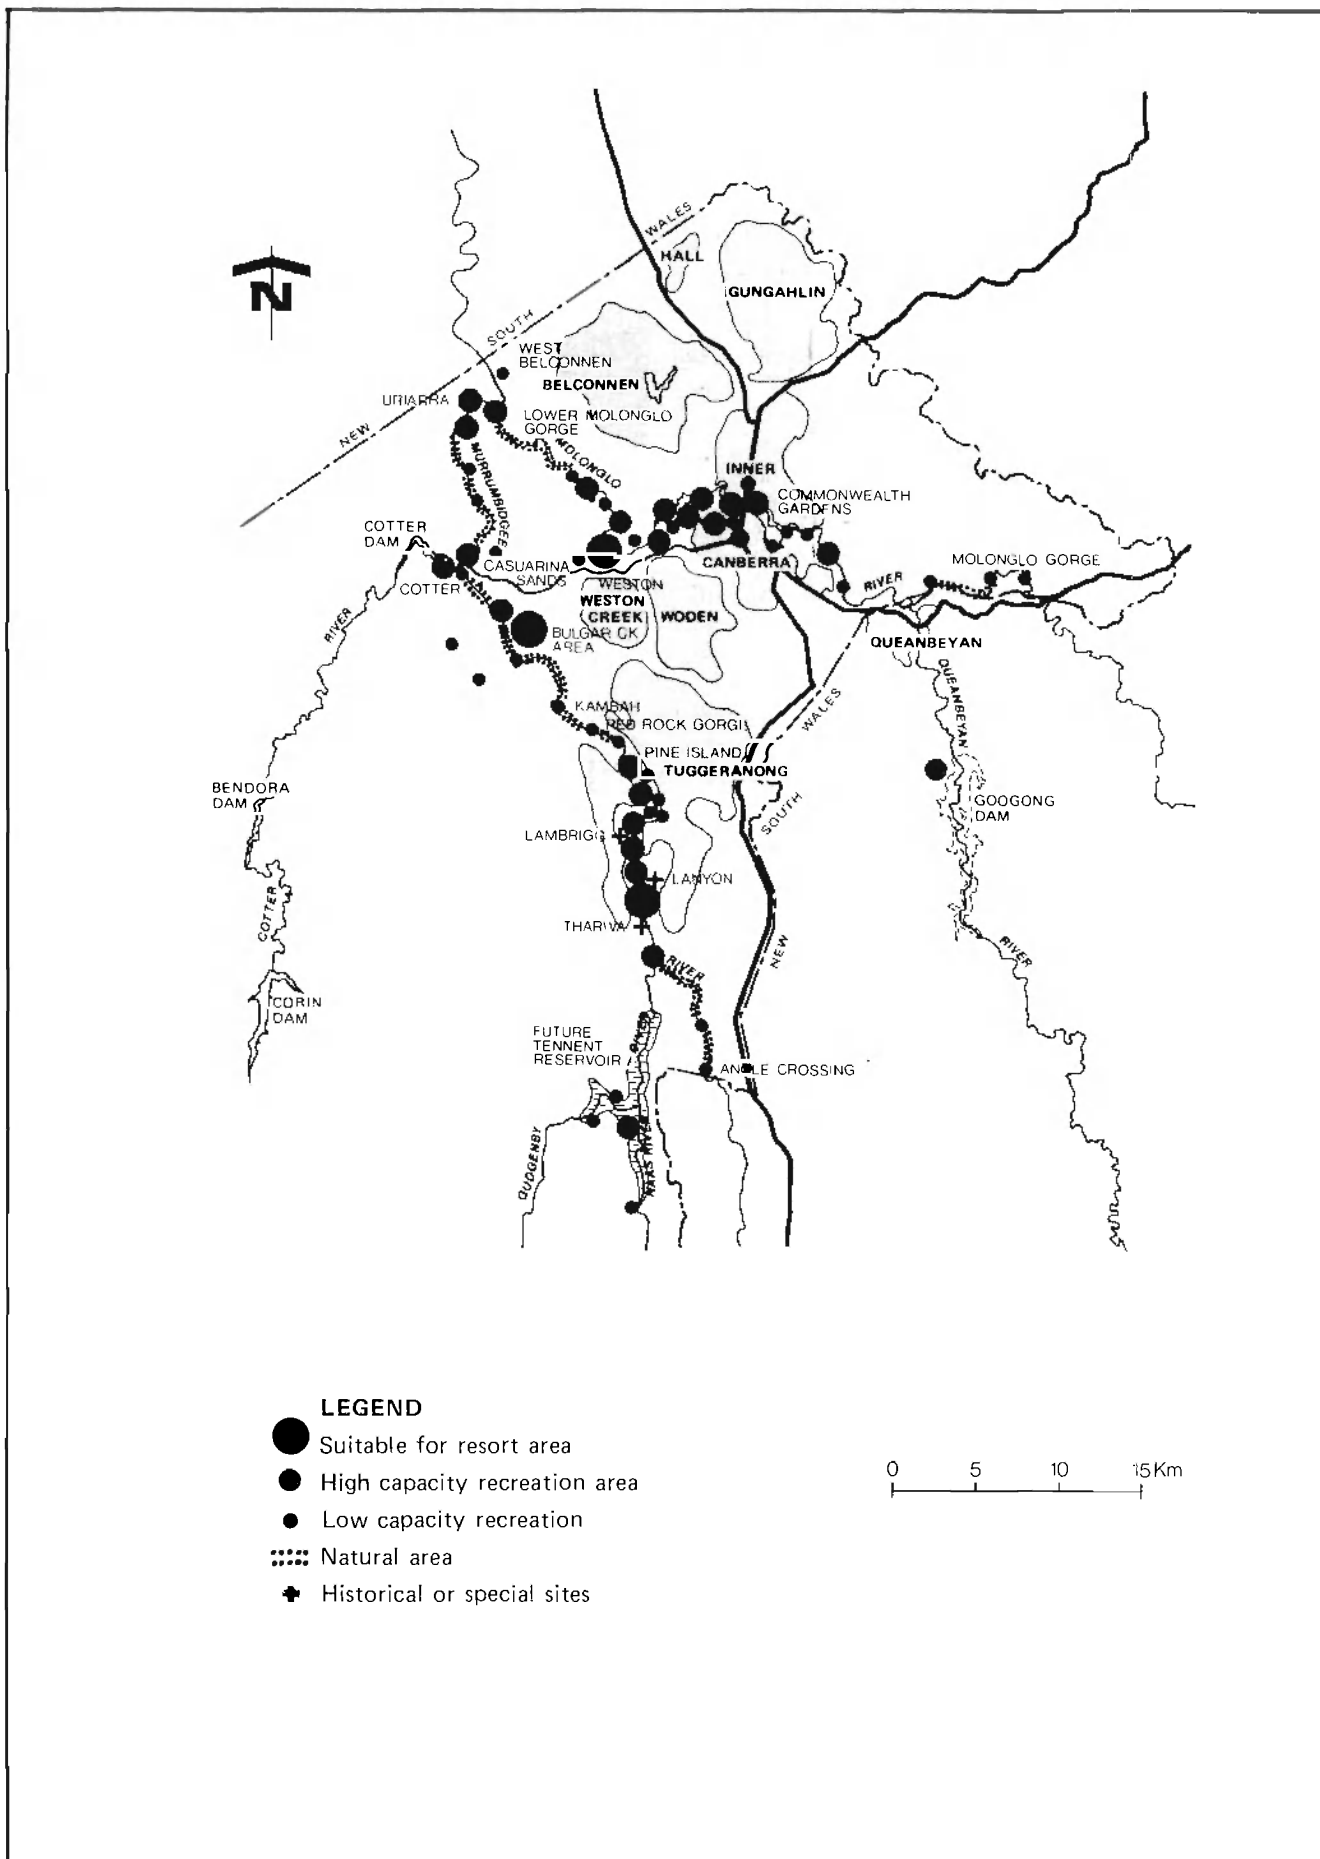 WALES
HALL
GUNGAHLIN
N
SOUTH
WEST
BELCONNEN
BELCONNEN
URIARRA
LOWER MOLONGLO
GORGE
NEW
MOLONGLO
MURRUMBIDGEE
INNER
COMMONWEALTH
GARDENS
COTTER
DAM
CASUARINA
SANDS
CANBERRA
MOLONGLO GORGE
RIVER
COTTER
WESTON
WESTON
CREEK
WODEN
RIVER
BULGAR CK
AREA
QUEANBEYAN
QUEANBEYAN
WALES
KAMBAH
RED ROCK GORGE
PINE ISLAND
TUGGERANONG
BENDORA
DAM
SOUTH
GOOGONG
DAM
LAMBRIGG
LANYON
COTTER
THARWA
NEW
RIVER
RIVER
CORIN
DAM
FUTURE
TENNENT
RESERVOIR
RIVER
ANGLE CROSSING
GUDGENBY
NAAS RIVER
LEGEND
Suitable for resort area
High capacity recreation area
Low capacity recreation
Natural area
Historical or special sites
0 5 10 15Km